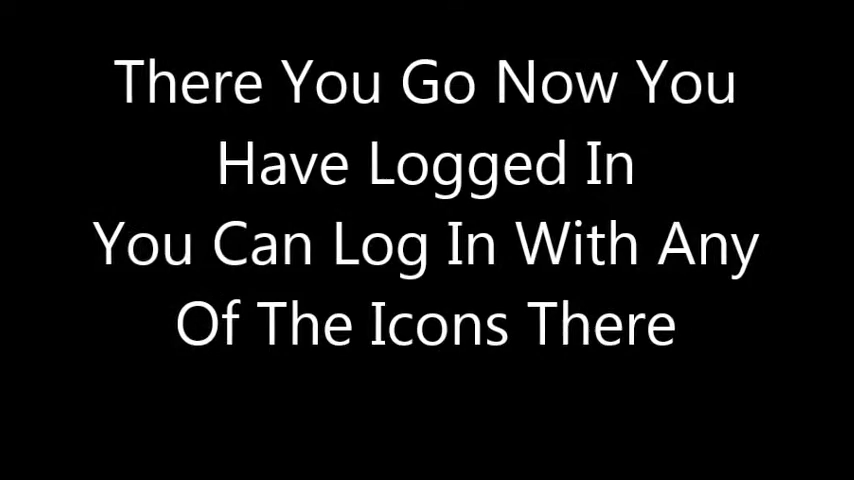 There You Go Now You
Have Logged In
You Can Log In With Any
Of The Icons There